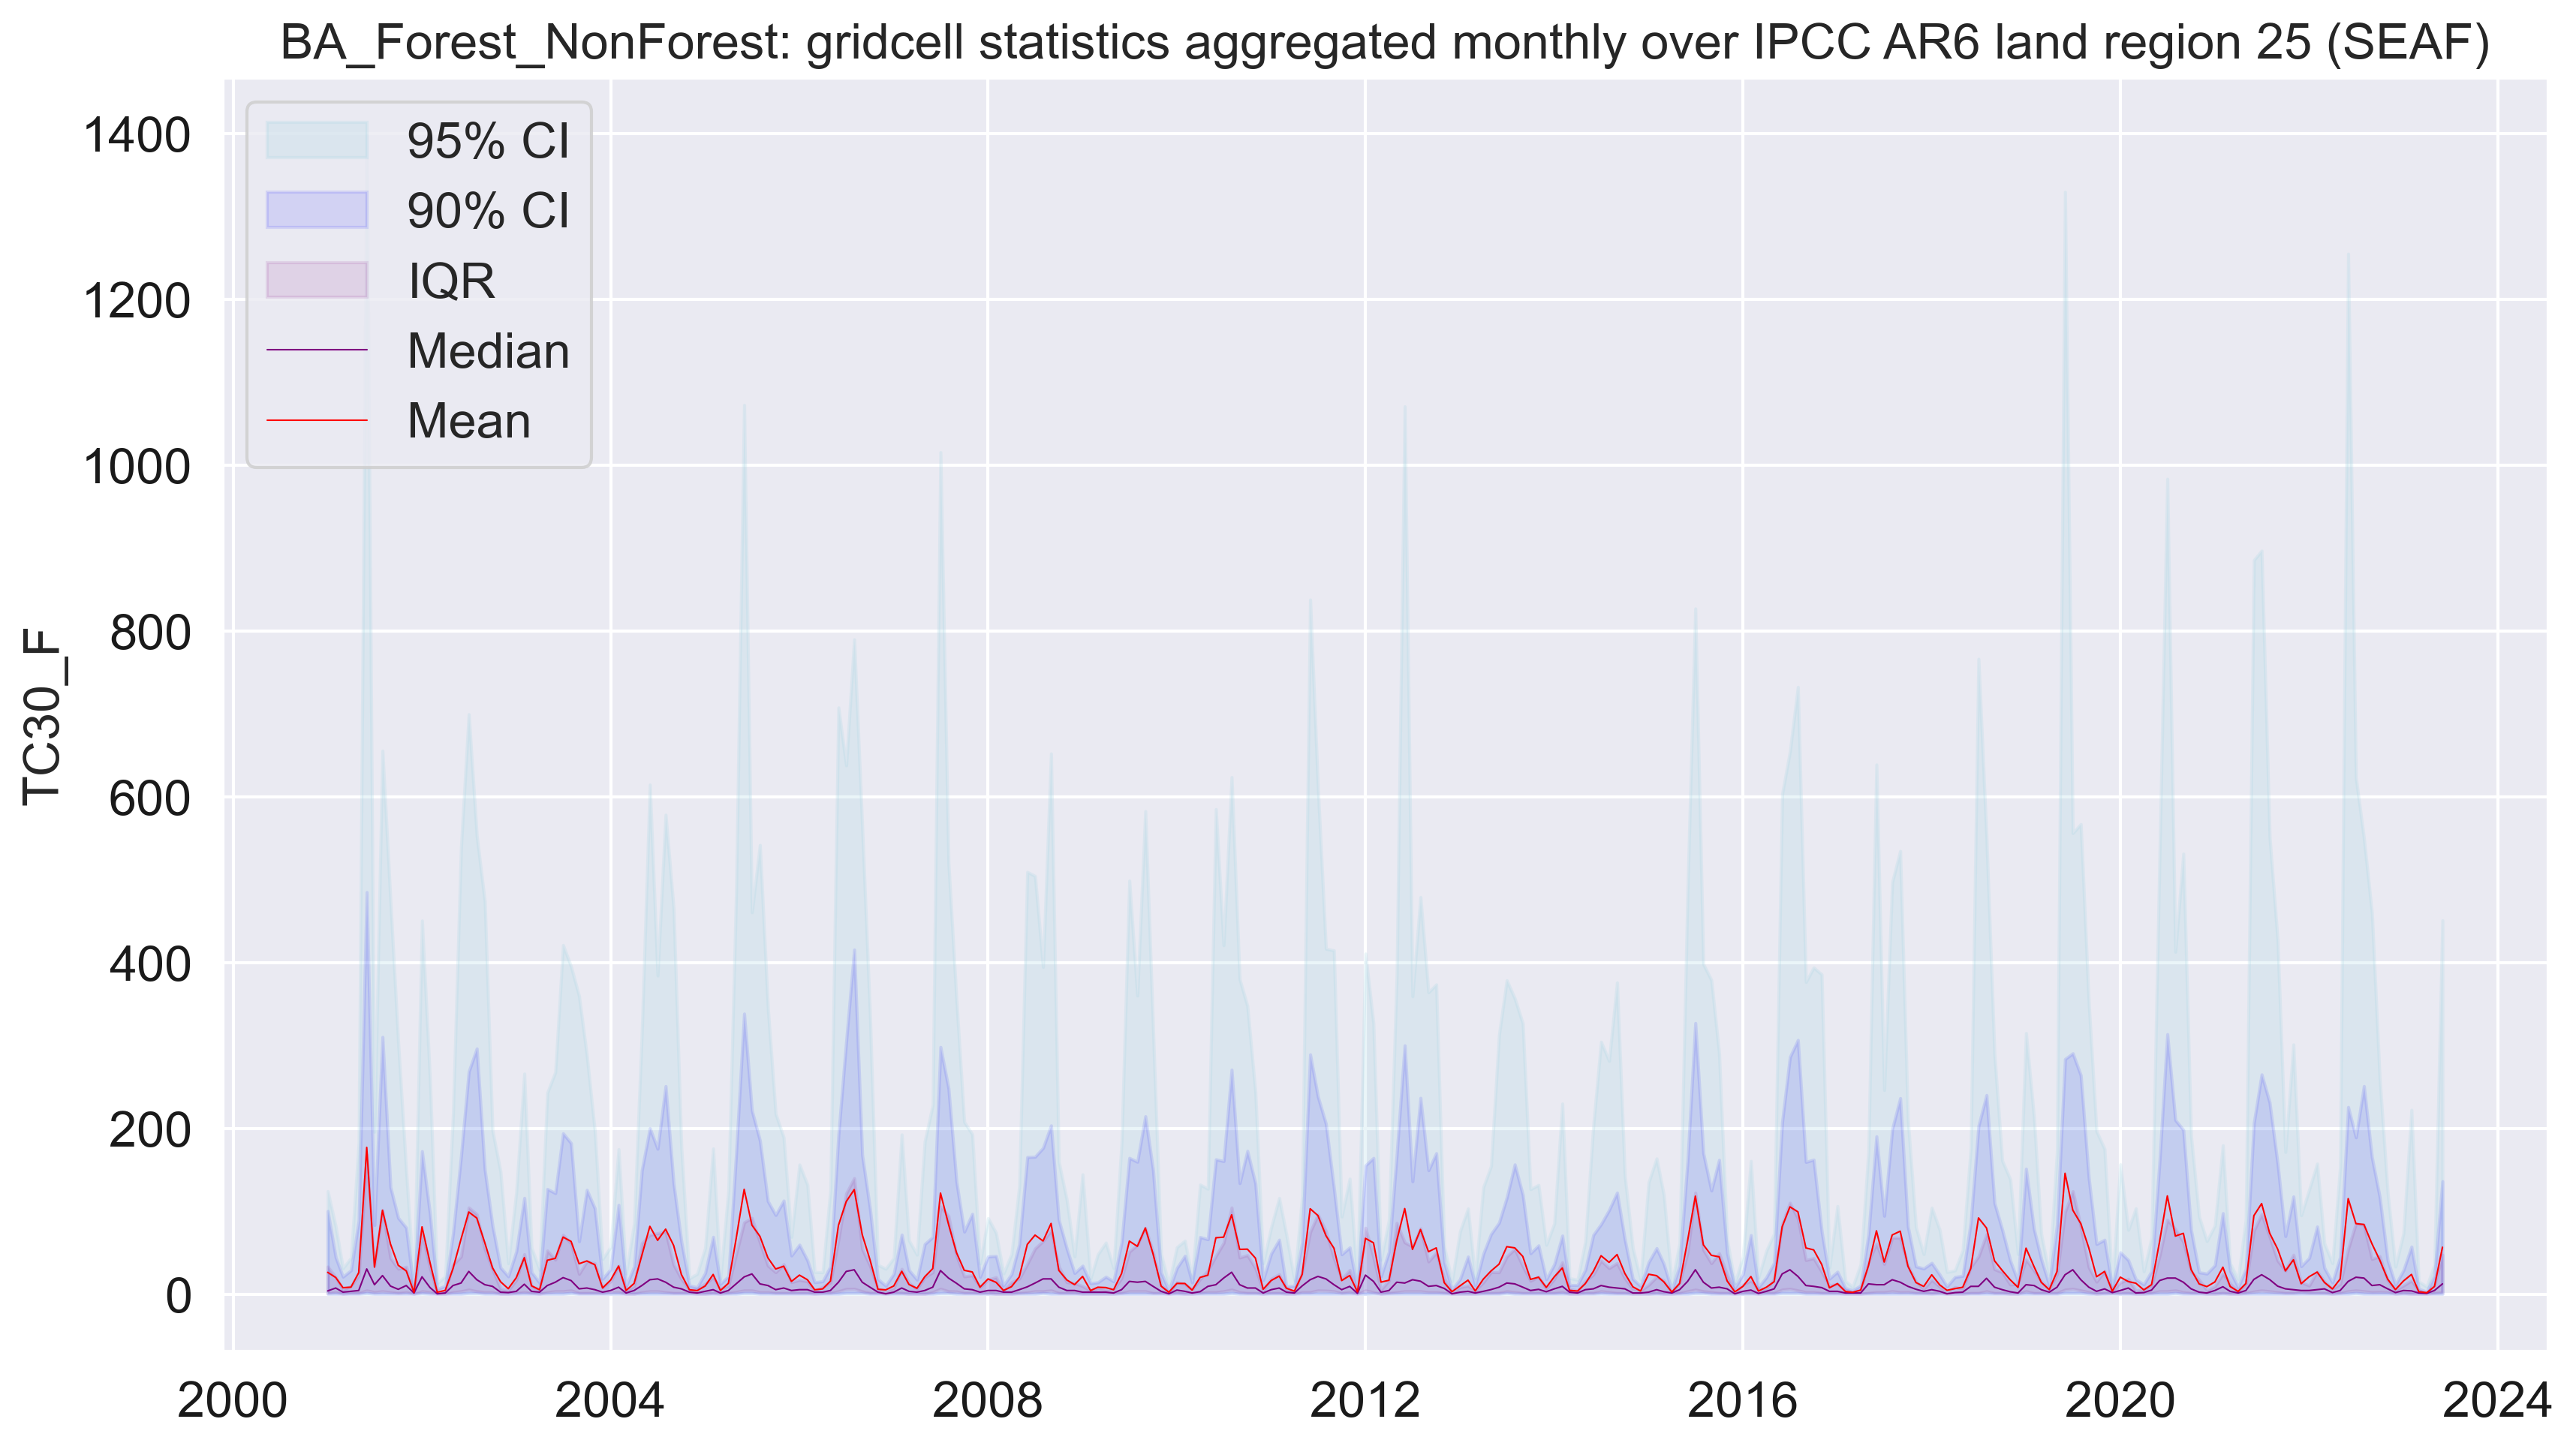 BA_Forest_NonForest: gridcell statistics aggregated monthly over IPCC AR6 land region 25 (SEAF)
95% CI
90% CI
IQR
Median
Mean
TC30_F
1400
1200
1000
800
600
400
200
0
2000 2004 2008 2012 2016 2020 2024